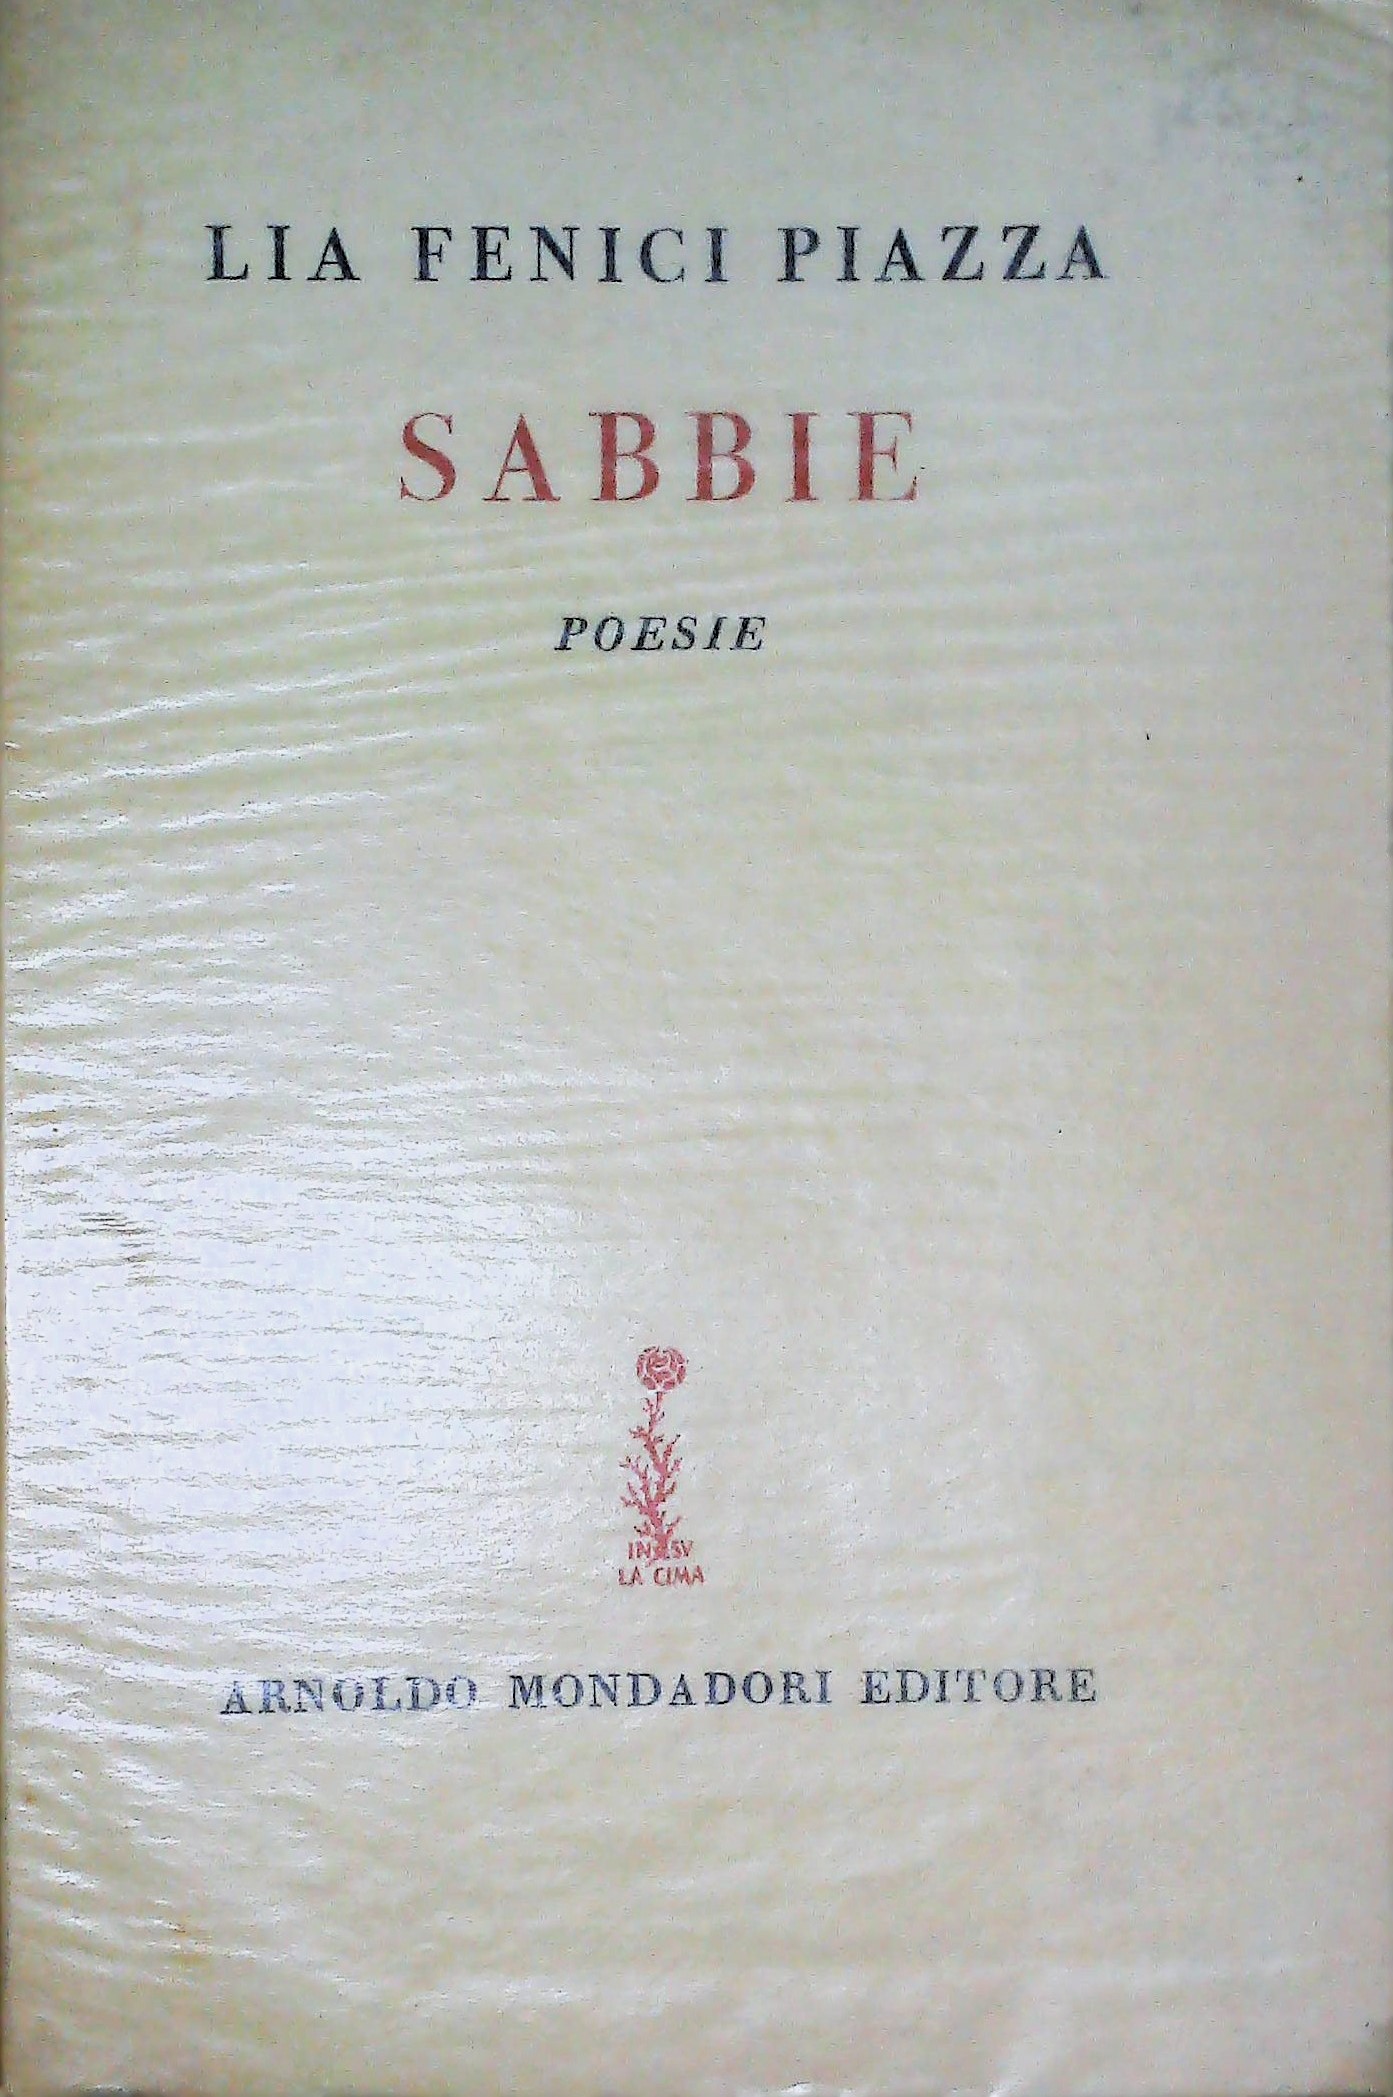 LIA FENICI PIAZZA
SABBIE
POESIE
IN SV
LA CIMA
ARNOLDO MONDADORI EDITORE